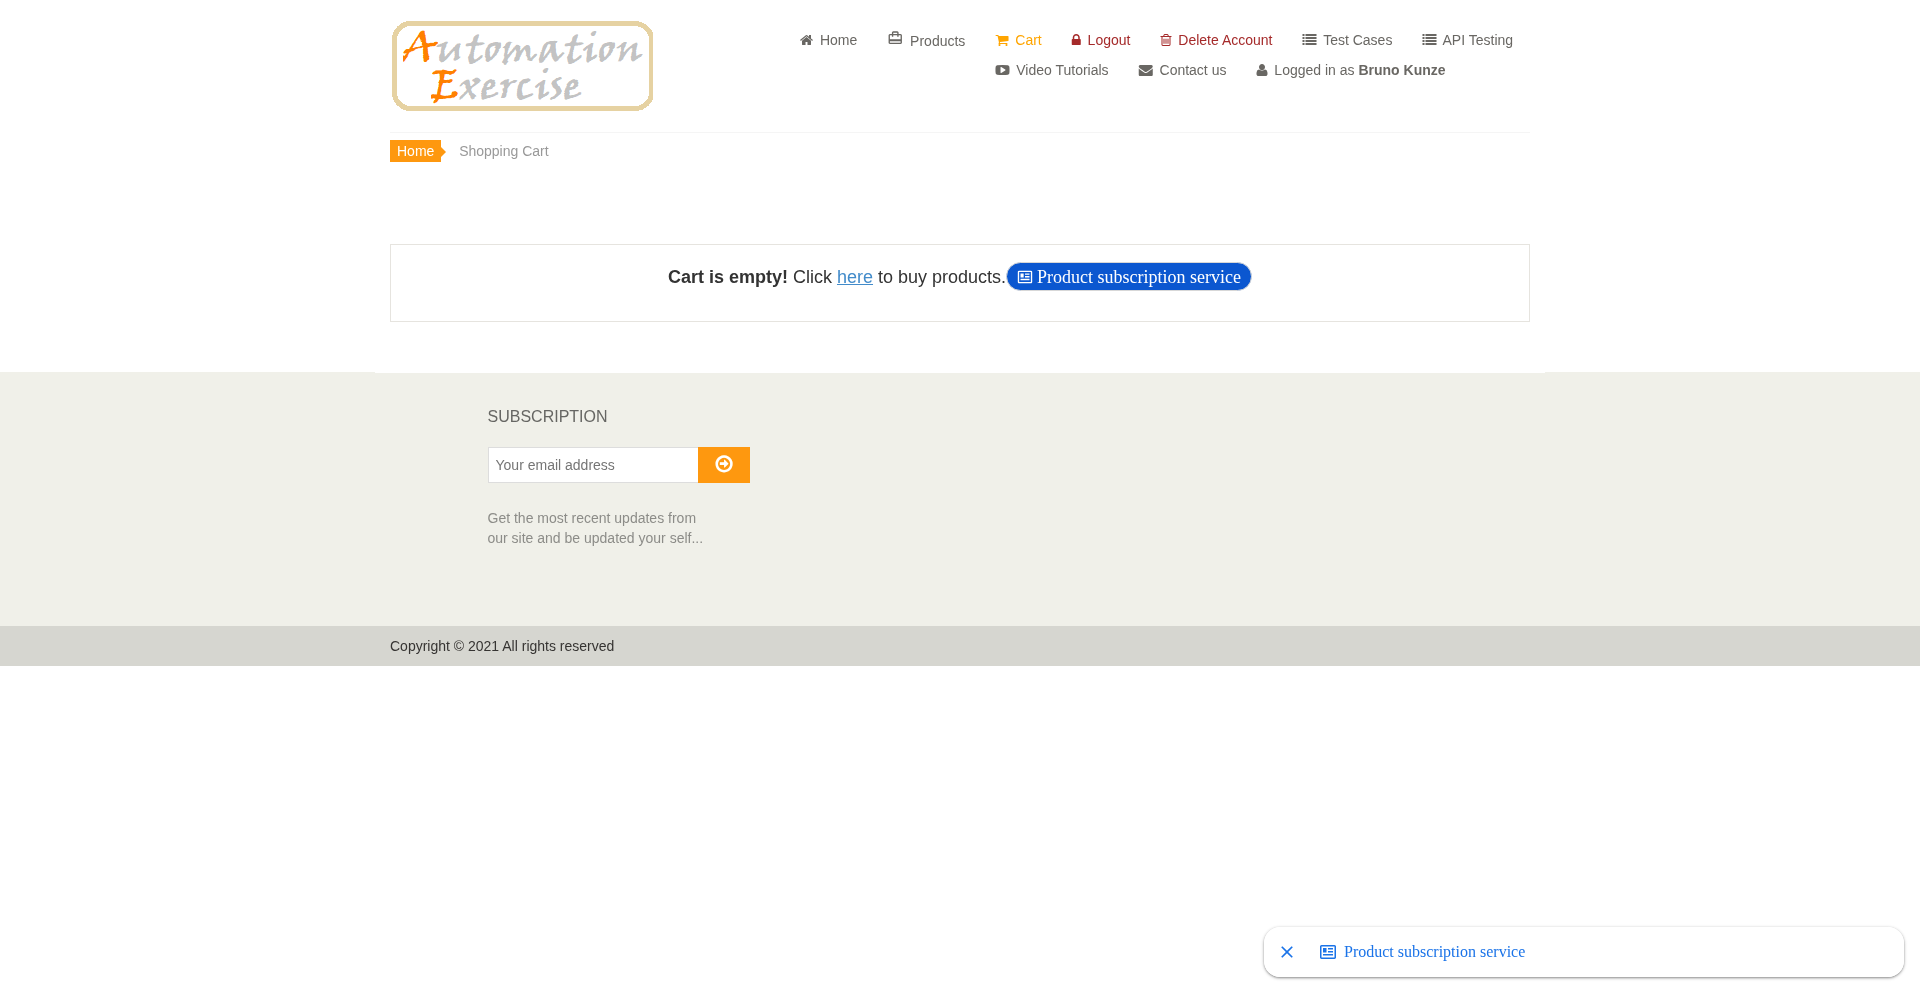 Automation
Exercise
Home Products Cart Logout Delete Account Test Cases API Testing
Video Tutorials Contact us Logged in as Bruno Kunze
Home Shopping Cart
Cart is empty! Click here to buy products. Product subscription service
SUBSCRIPTION
Your email address
Get the most recent updates from
our site and be updated your self...
Copyright © 2021 All rights reserved
Product subscription service